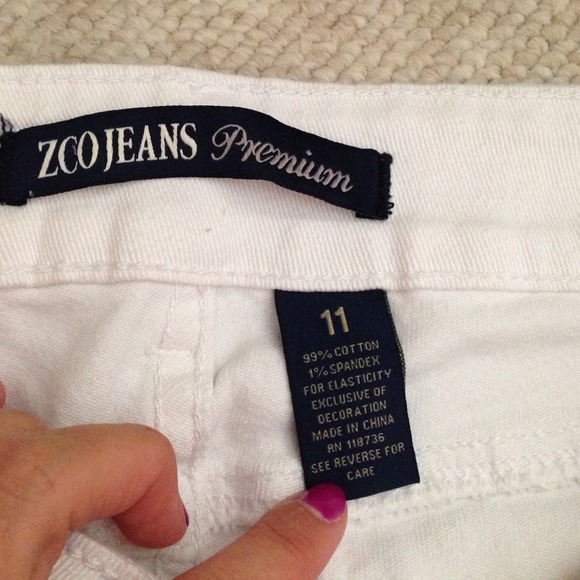 ZCO JEANS Premium
11
99% COTTON
1% SPANDEX
FOR ELASTICITY
EXCLUSIVE OF
DECORATION
MADE IN CHINA
RN 118736
SEE REVERSE FOR
CARE